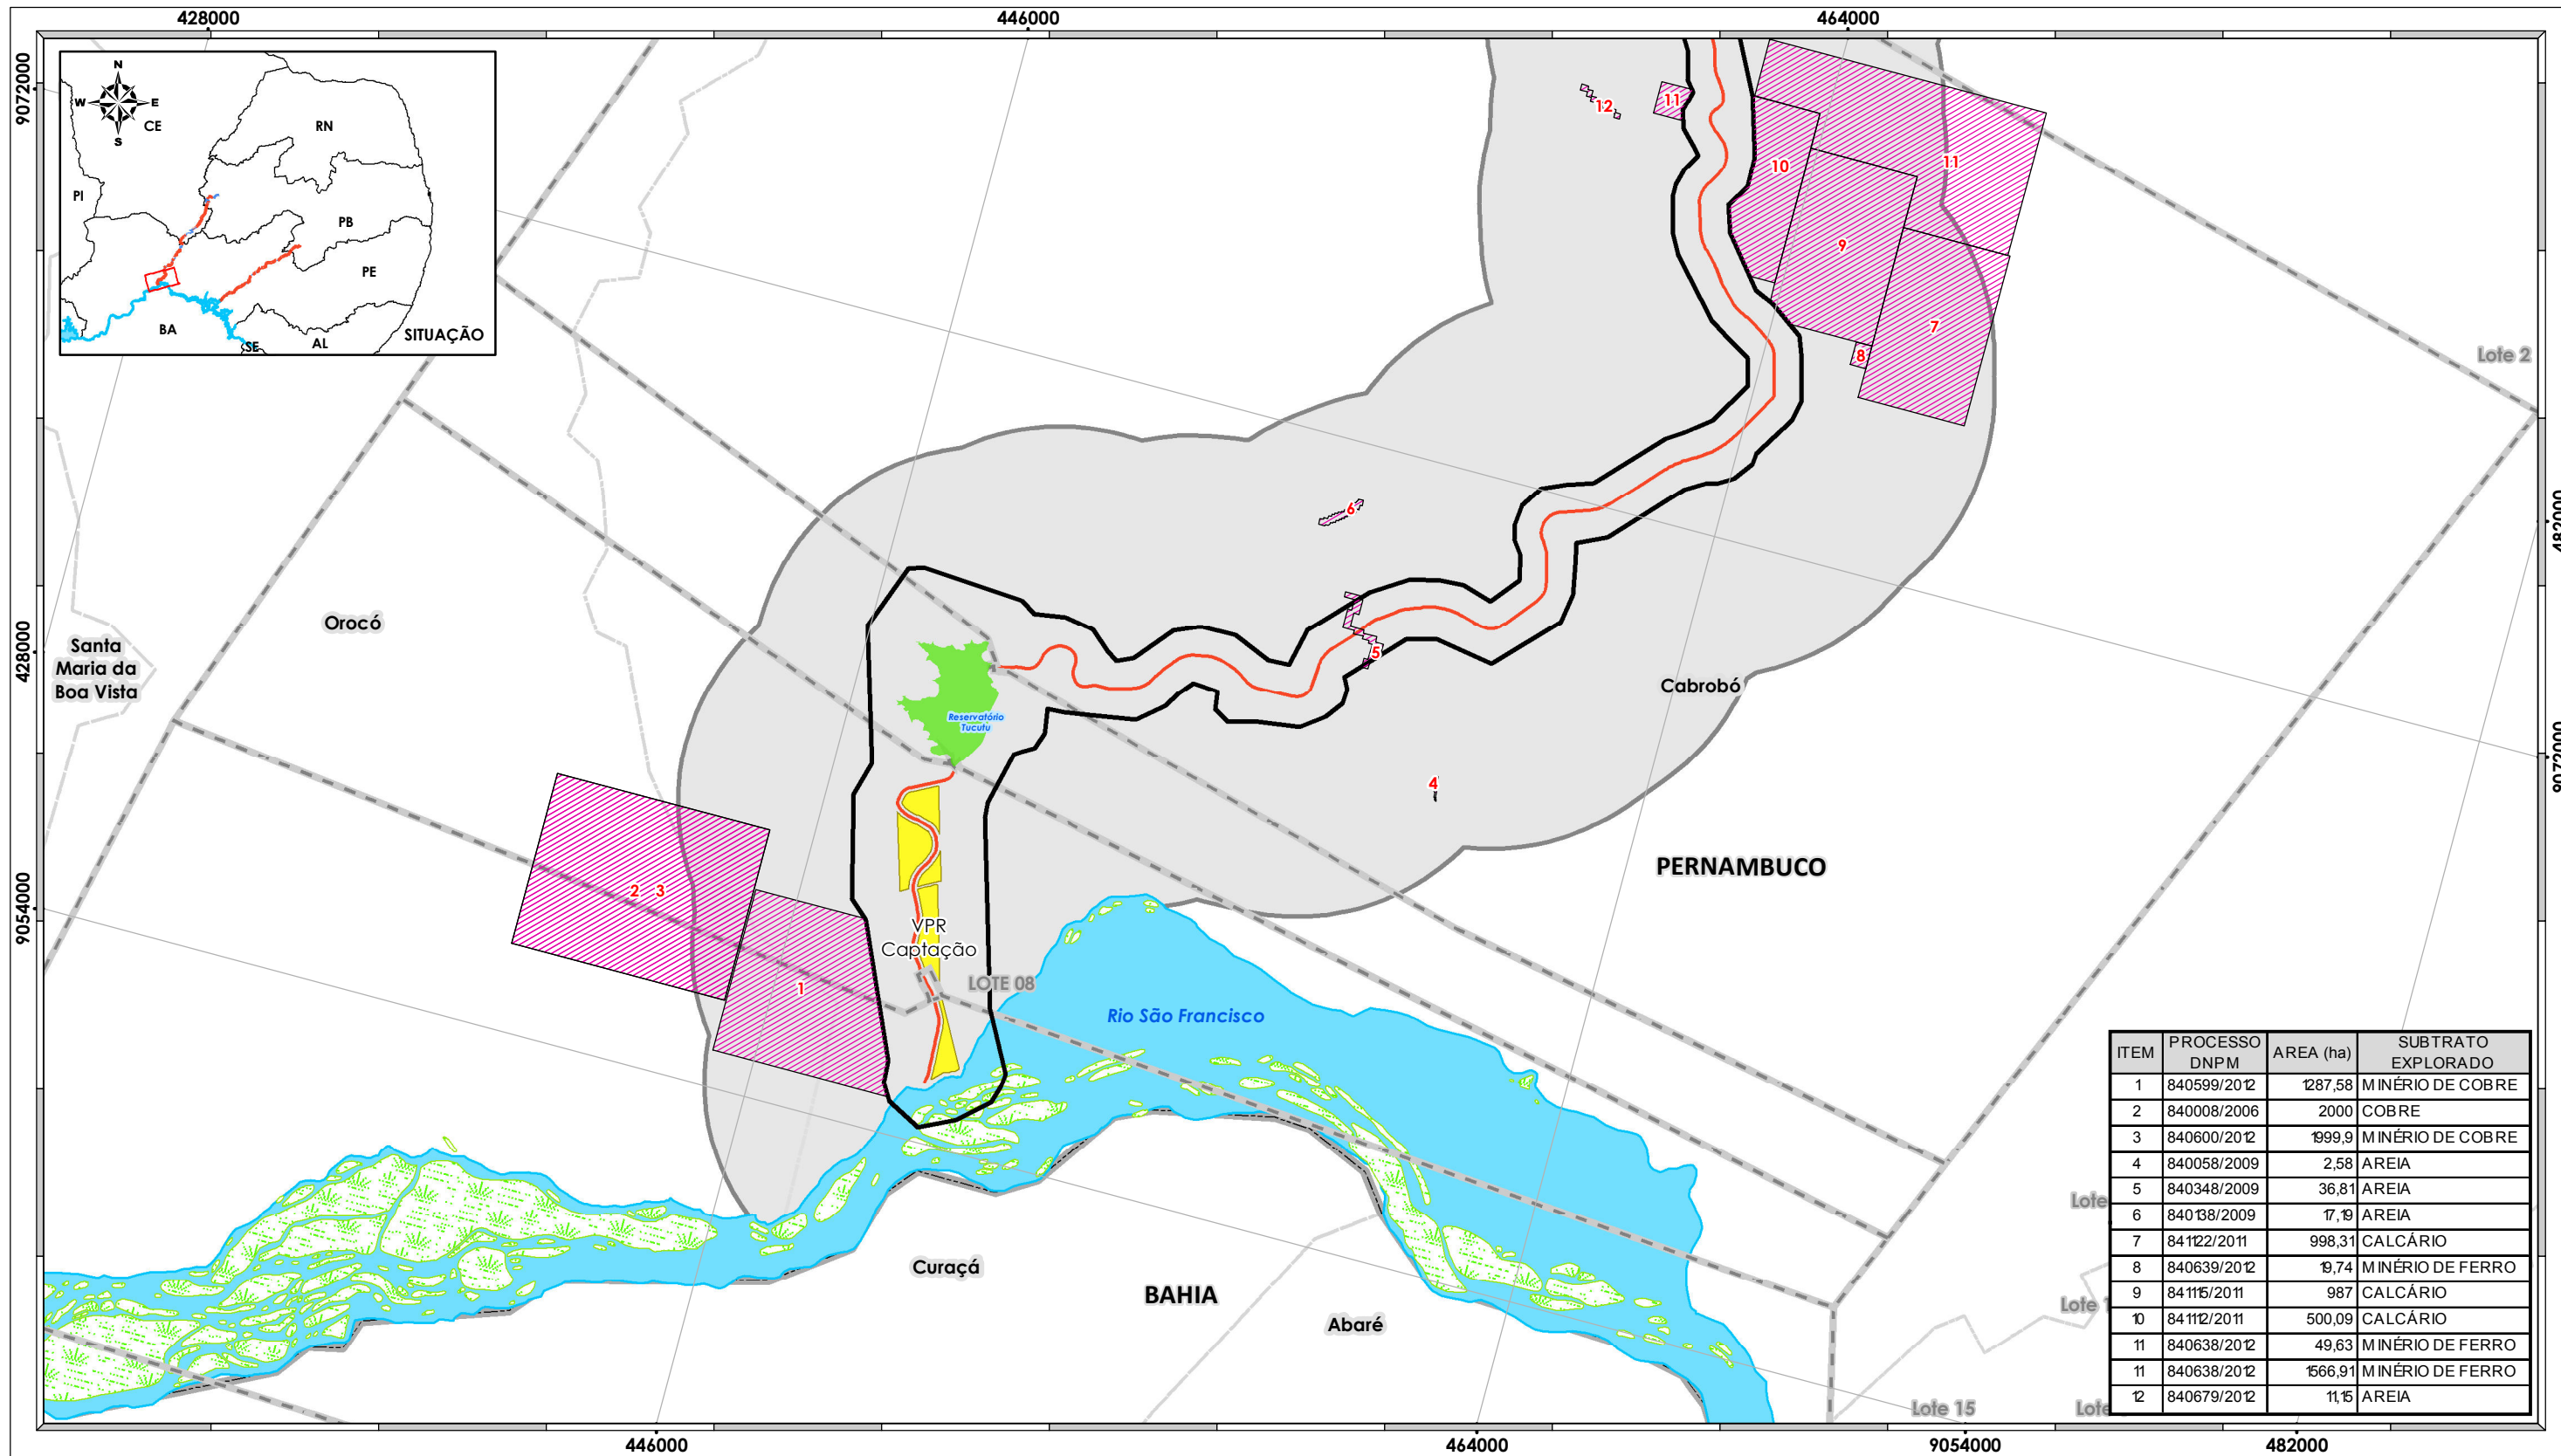 428000
446000
464000
9072000
428000
9054000
482000
9072000
446000
464000
9054000
482000
N
W
E
S
CE
RN
PI
PB
PE
BA
SE
AL
SITUAÇÃO
12
11
10
11
9
7
8
Lote 2
6
5
4
Orocó
Santa
Maria da
Boa Vista
Reservatório
Tucutu
Cabrobó
PERNAMBUCO
2
3
1
VPR
Captação
LOTE 08
Rio São Francisco
Curaçá
BAHIA
Abaré
Lote
Lote 1
Lote 15
Lote
ITEM PROCESSO DNPM AREA (ha) SUBTRATO EXPLORADO
1 840599/2012 1287,58 MINÉRIO DE COBRE
2 840008/2006 2000 COBRE
3 840600/2012 1999,9 MINÉRIO DE COBRE
4 840058/2009 2,58 AREIA
5 840348/2009 36,81 AREIA
6 840138/2009 17,19 AREIA
7 841122/2011 998,31 CALCÁRIO
8 840639/2012 19,74 MINÉRIO DE FERRO
9 841115/2011 987 CALCÁRIO
10 841112/2011 500,09 CALCÁRIO
11 840638/2012 49,63 MINÉRIO DE FERRO
11 840638/2012 1566,91 MINÉRIO DE FERRO
12 840679/2012 11,15 AREIA